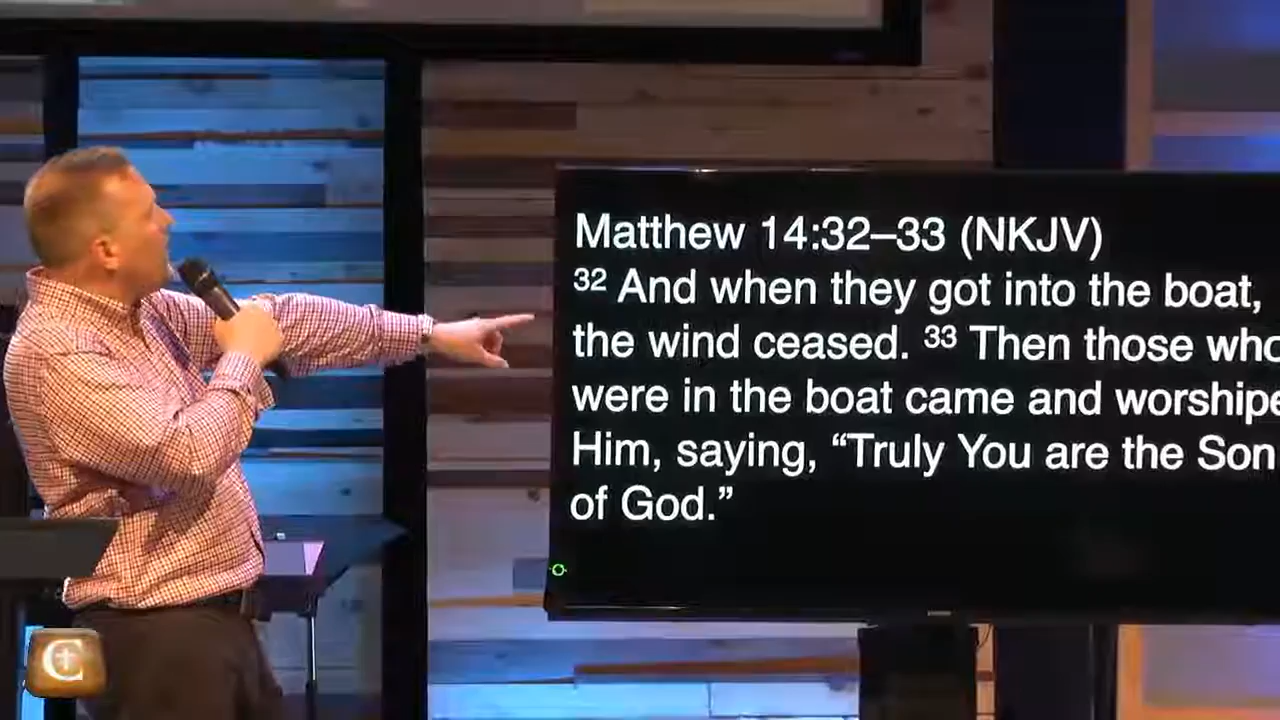 Matthew 14:32–33 (NKJV)
32 And when they got into the boat,
the wind ceased. 33 Then those who
were in the boat came and worshipe
Him, saying, “Truly You are the Son
of God.”
C